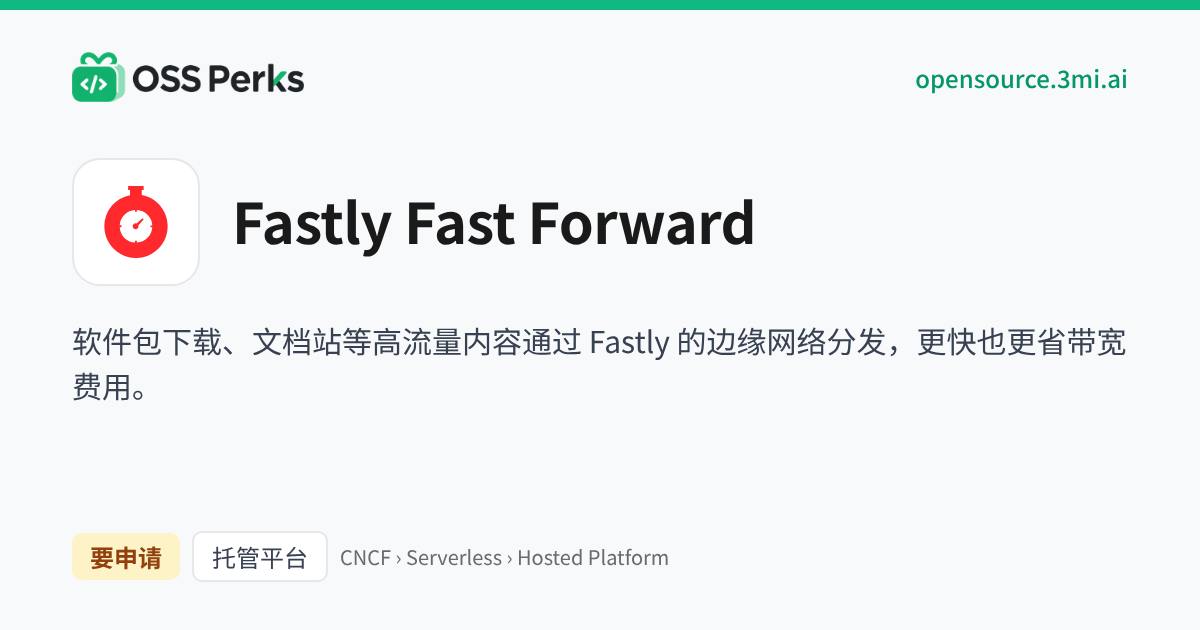 </> OSS Perks
opensource.3mi.ai
Fastly Fast Forward
软件包下载、文档站等高流量内容通过 Fastly 的边缘网络分发，更快也更省带宽
费用。
要申请 托管平台 CNCF › Serverless › Hosted Platform